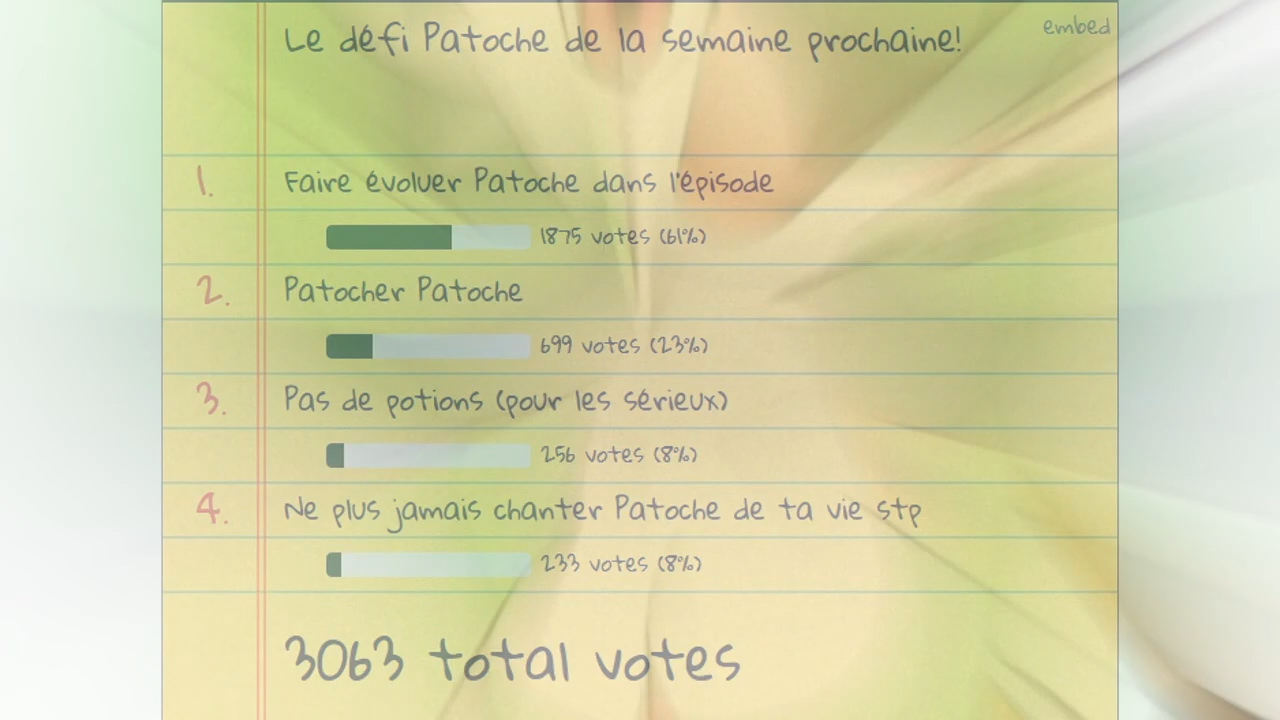 Le défi Patoche de la semaine prochaine!
embed
1. Faire évoluer Patoche dans l'épisode
1875 votes (61%)
2. Patocher Patoche
699 votes (23%)
3. Pas de potions (pour les sérieux)
256 votes (8%)
4. Ne plus jamais chanter Patoche de ta vie stp
233 votes (8%)
3063 total votes